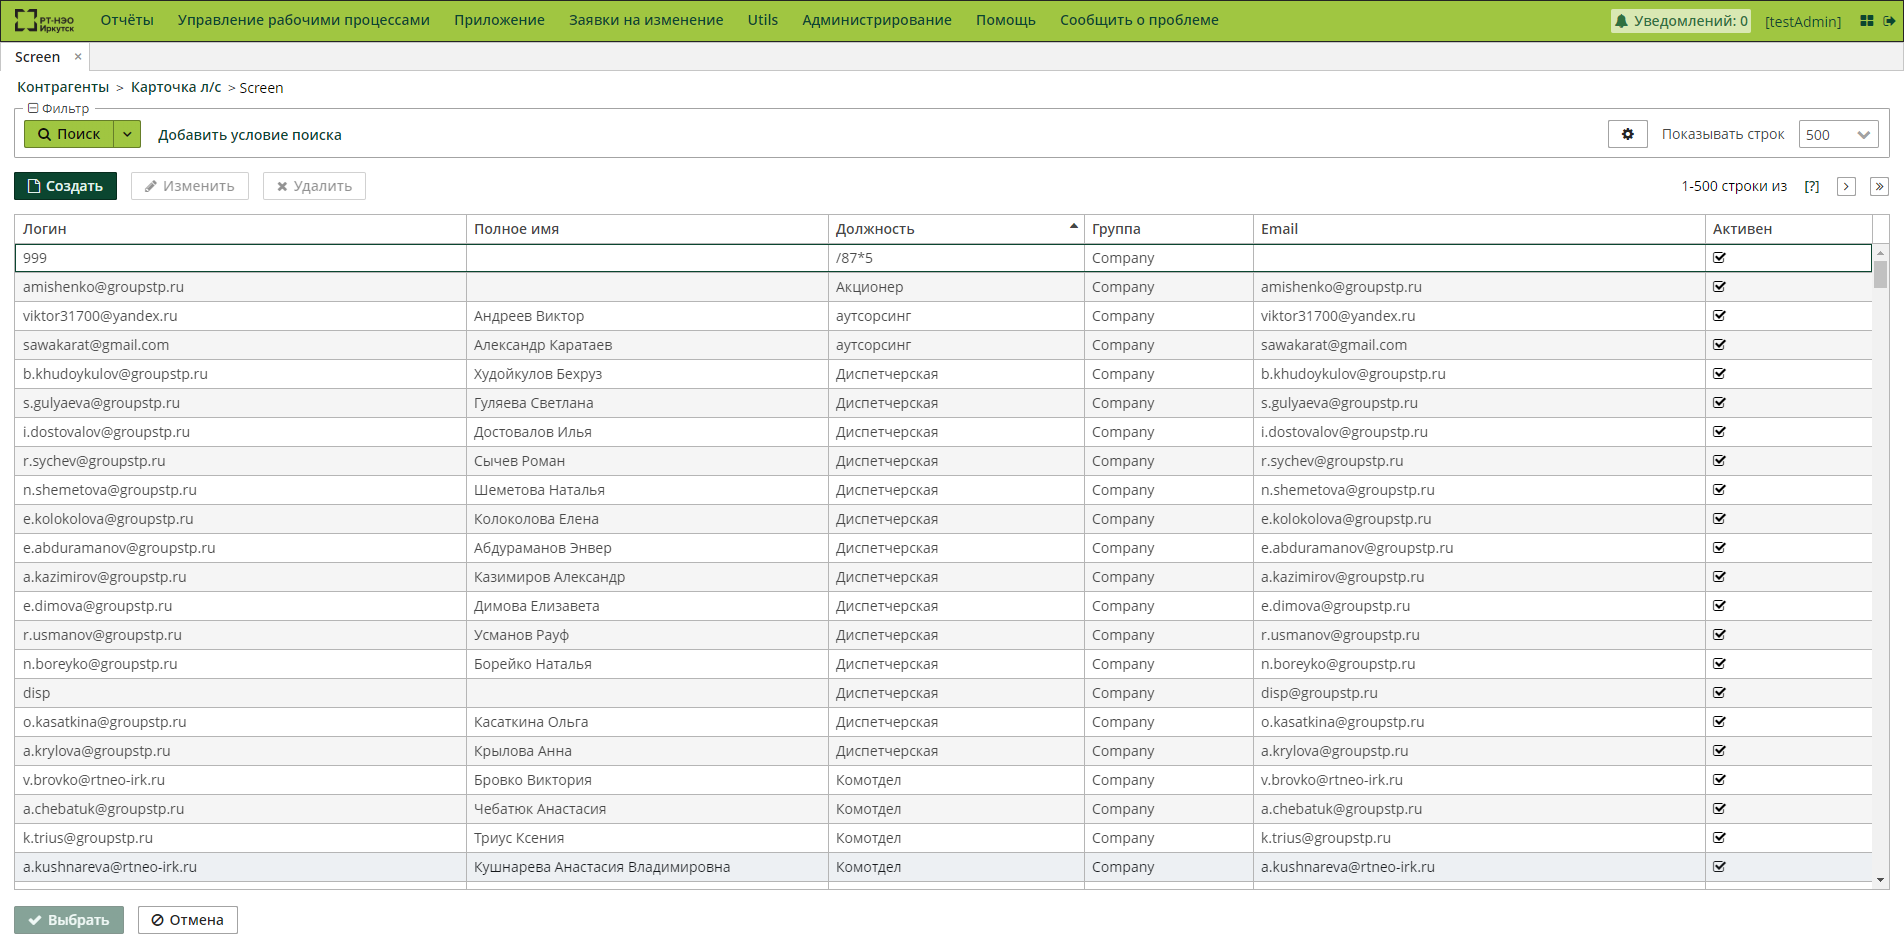 РТ-НЭО Иркутск Отчёты Управление рабочими процессами Приложение Заявки на изменение Utils Администрирование Помощь Сообщить о проблеме Уведомлений: 0 [testAdmin]
Screen ×
Контрагенты > Карточка л/с > Screen
Фильтр
Поиск Добавить условие поиска Показывать строк 500
Создать Изменить Удалить 1-500 строки из [?]
Логин Полное имя Должность Группа Email Активен
999 /87*5 Company
amishenko@groupstp.ru Акционер Company amishenko@groupstp.ru
viktor31700@yandex.ru Андреев Виктор аутсорсинг Company viktor31700@yandex.ru
sawakarat@gmail.com Александр Каратаев аутсорсинг Company sawakarat@gmail.com
b.khudoykulov@groupstp.ru Худойкулов Бехруз Диспетчерская Company b.khudoykulov@groupstp.ru
s.gulyaeva@groupstp.ru Гуляева Светлана Диспетчерская Company s.gulyaeva@groupstp.ru
i.dostovalov@groupstp.ru Достовалов Илья Диспетчерская Company i.dostovalov@groupstp.ru
r.sychev@groupstp.ru Сычев Роман Диспетчерская Company r.sychev@groupstp.ru
n.shemetova@groupstp.ru Шеметова Наталья Диспетчерская Company n.shemetova@groupstp.ru
e.kolokolova@groupstp.ru Колоколова Елена Диспетчерская Company e.kolokolova@groupstp.ru
e.abduramanov@groupstp.ru Абдураманов Энвер Диспетчерская Company e.abduramanov@groupstp.ru
a.kazimirov@groupstp.ru Казимиров Александр Диспетчерская Company a.kazimirov@groupstp.ru
e.dimova@groupstp.ru Димова Елизавета Диспетчерская Company e.dimova@groupstp.ru
r.usmanov@groupstp.ru Усманов Рауф Диспетчерская Company r.usmanov@groupstp.ru
n.boreyko@groupstp.ru Борейко Наталья Диспетчерская Company n.boreyko@groupstp.ru
disp Диспетчерская Company disp@groupstp.ru
o.kasatkina@groupstp.ru Касаткина Ольга Диспетчерская Company o.kasatkina@groupstp.ru
a.krylova@groupstp.ru Крылова Анна Диспетчерская Company a.krylova@groupstp.ru
v.brovko@rtneo-irk.ru Бровко Виктория Комотдел Company v.brovko@rtneo-irk.ru
a.chebatuk@groupstp.ru Чебатюк Анастасия Комотдел Company a.chebatuk@groupstp.ru
k.trius@groupstp.ru Триус Ксения Комотдел Company k.trius@groupstp.ru
a.kushnareva@rtneo-irk.ru Кушнарева Анастасия Владимировна Комотдел Company a.kushnareva@rtneo-irk.ru
Выбрать Отмена